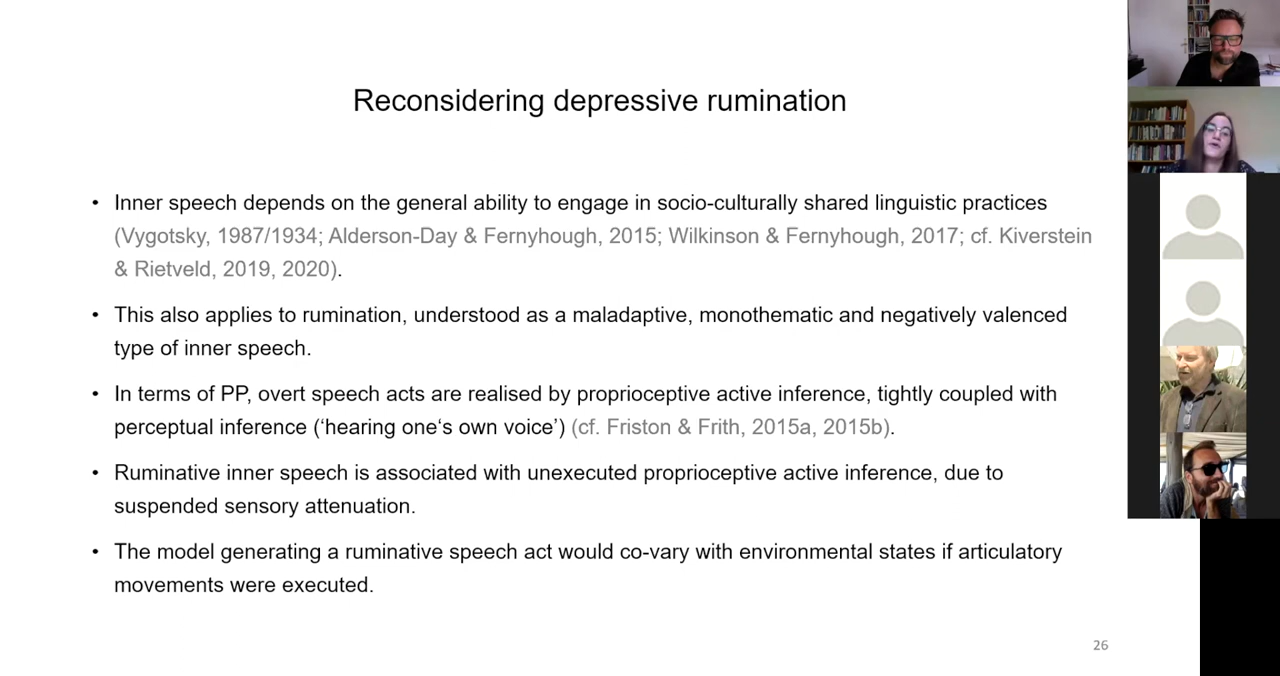 Reconsidering depressive rumination
• Inner speech depends on the general ability to engage in socio-culturally shared linguistic practices
(Vygotsky, 1987/1934; Alderson-Day & Fernyhough, 2015; Wilkinson & Fernyhough, 2017; cf. Kiverstein
& Rietveld, 2019, 2020).
• This also applies to rumination, understood as a maladaptive, monothematic and negatively valenced
type of inner speech.
• In terms of PP, overt speech acts are realised by proprioceptive active inference, tightly coupled with
perceptual inference (‘hearing one‘s own voice’) (cf. Friston & Frith, 2015a, 2015b).
• Ruminative inner speech is associated with unexecuted proprioceptive active inference, due to
suspended sensory attenuation.
• The model generating a ruminative speech act would co-vary with environmental states if articulatory
movements were executed.
26